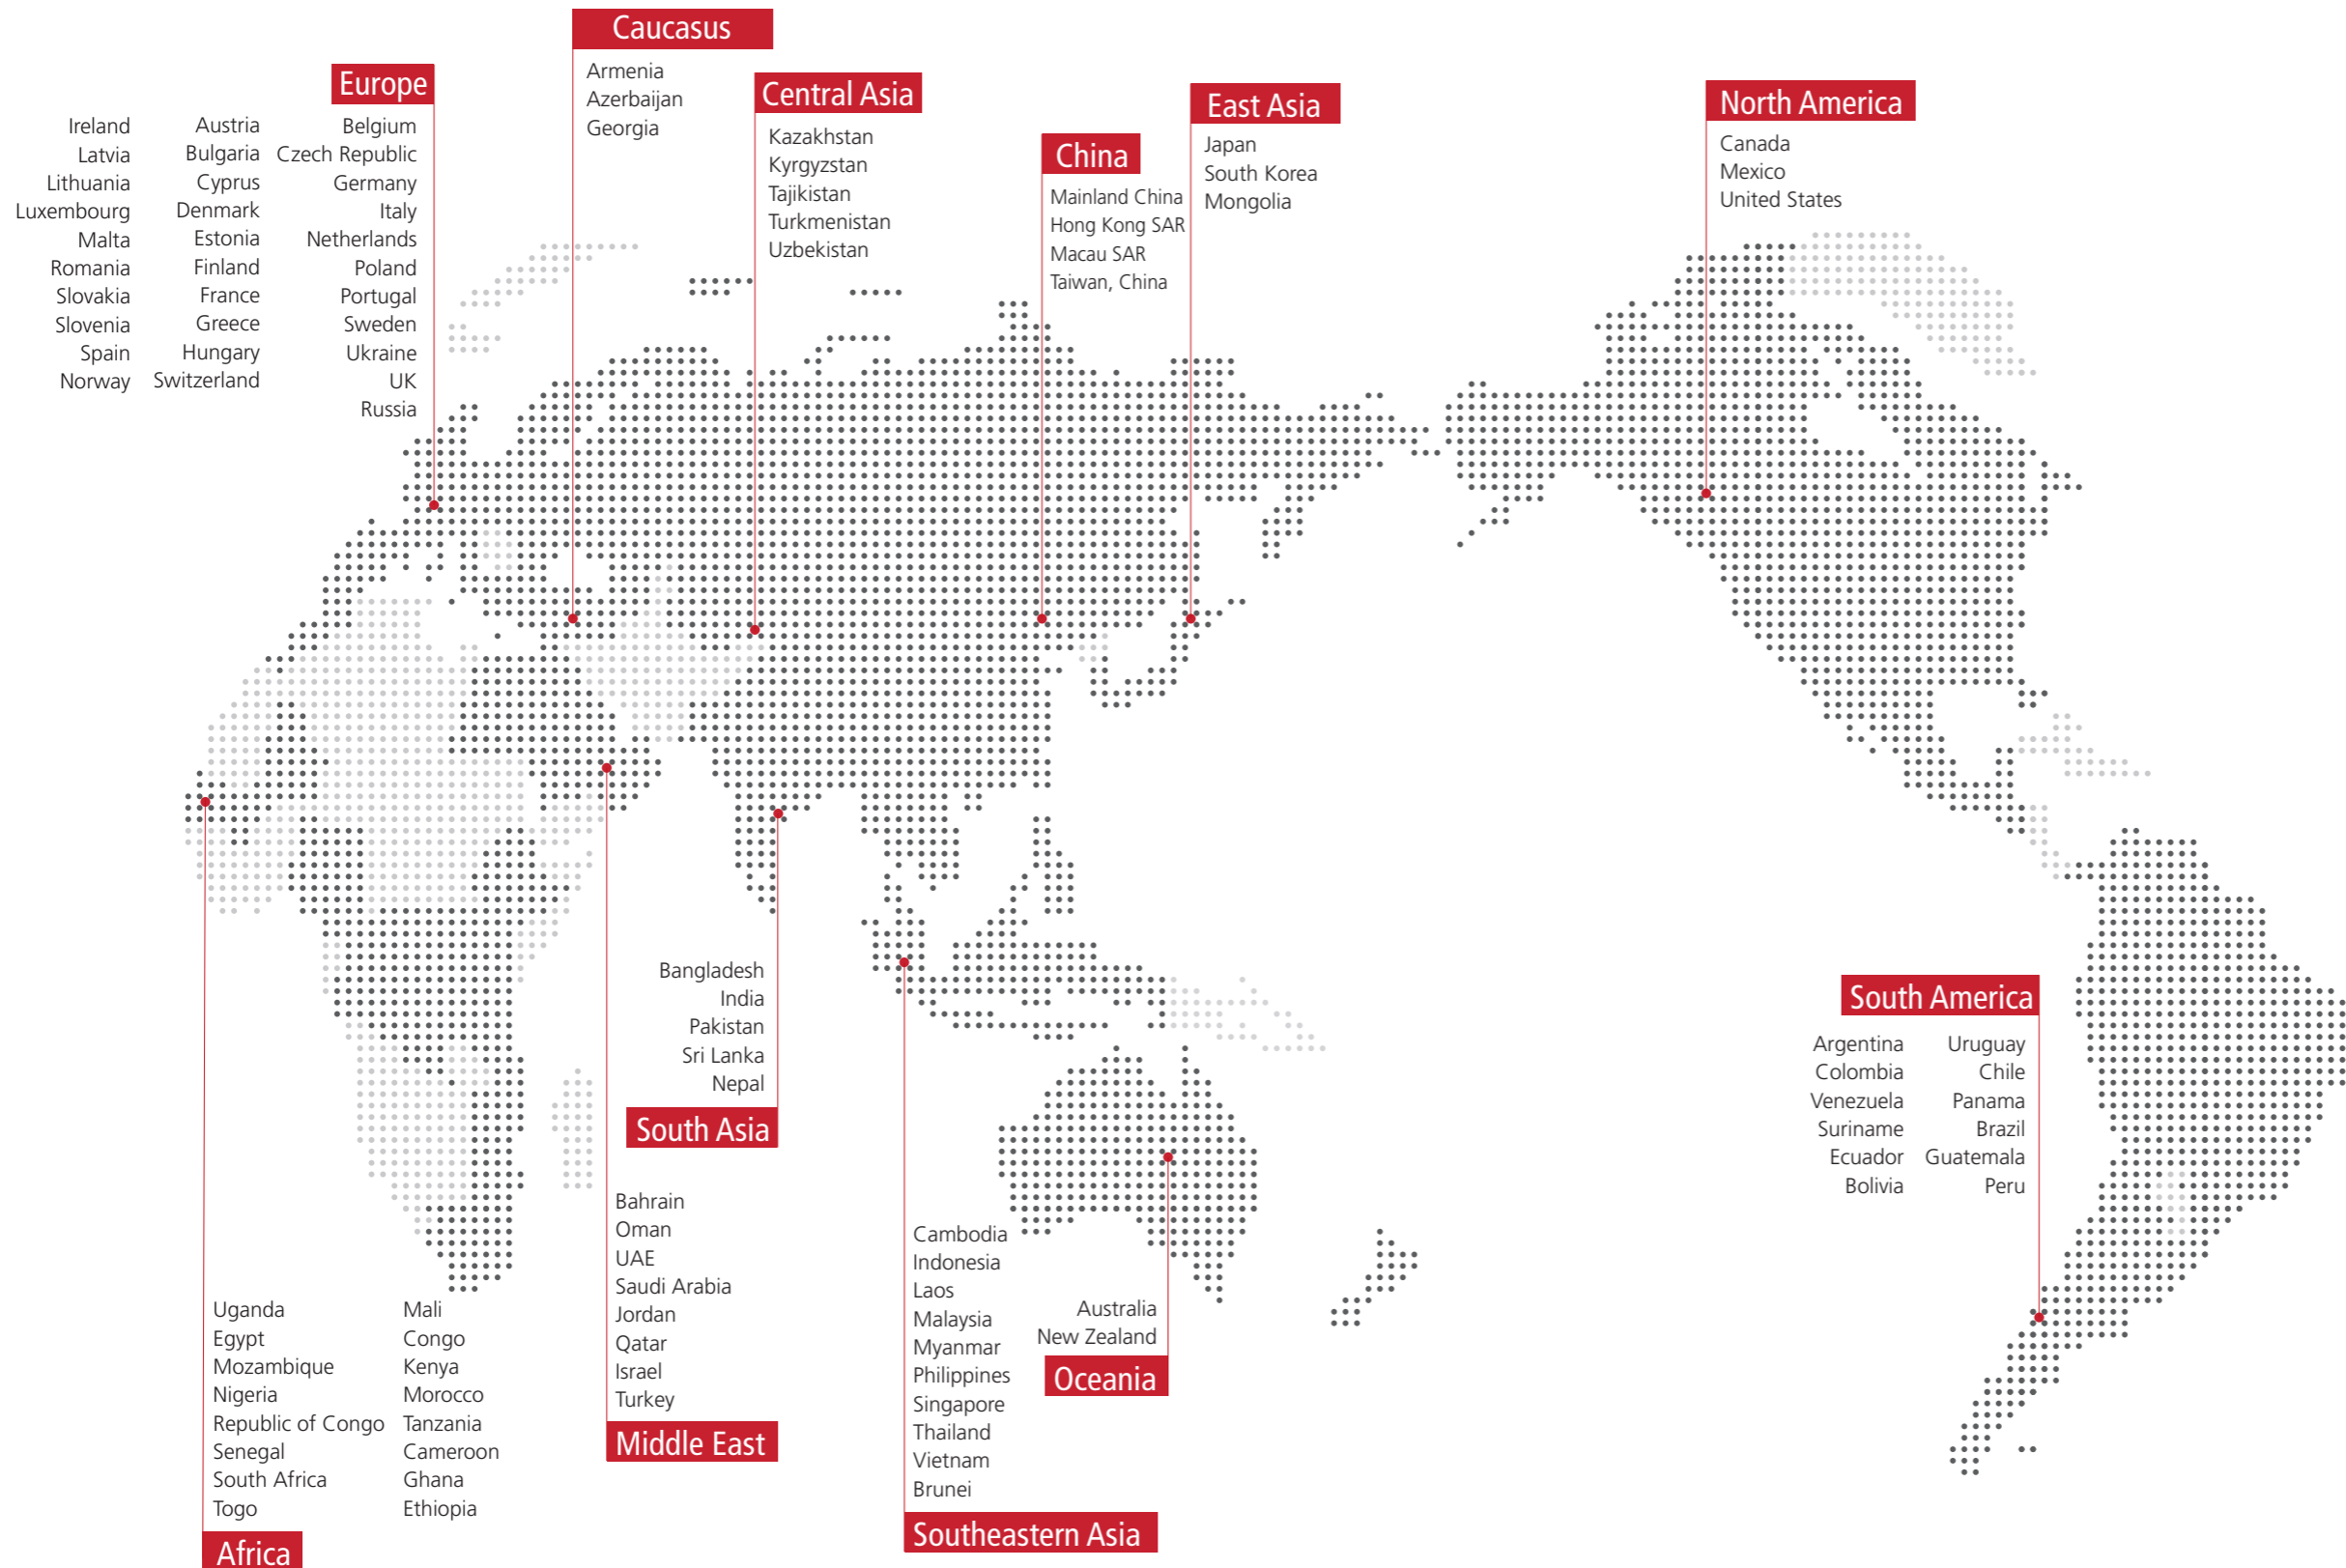 Caucasus
Armenia
Azerbaijan
Georgia
Europe
Ireland
Latvia
Lithuania
Luxembourg
Malta
Romania
Slovakia
Slovenia
Spain
Norway
Austria
Bulgaria
Cyprus
Denmark
Estonia
Finland
France
Greece
Hungary
Switzerland
Belgium
Czech Republic
Germany
Italy
Netherlands
Poland
Portugal
Sweden
Ukraine
UK
Russia
Central Asia
Kazakhstan
Kyrgyzstan
Tajikistan
Turkmenistan
Uzbekistan
China
Mainland China
Hong Kong SAR
Macau SAR
Taiwan, China
East Asia
Japan
South Korea
Mongolia
North America
Canada
Mexico
United States
Bangladesh
India
Pakistan
Sri Lanka
Nepal
South Asia
South America
Argentina
Colombia
Venezuela
Suriname
Ecuador
Bolivia
Uruguay
Chile
Panama
Brazil
Guatemala
Peru
Bahrain
Oman
UAE
Saudi Arabia
Jordan
Qatar
Israel
Turkey
Middle East
Cambodia
Indonesia
Laos
Malaysia
Myanmar
Philippines
Singapore
Thailand
Vietnam
Brunei
Southeastern Asia
Australia
New Zealand
Oceania
Uganda
Egypt
Mozambique
Nigeria
Republic of Congo
Senegal
South Africa
Togo
Mali
Congo
Kenya
Morocco
Tanzania
Cameroon
Ghana
Ethiopia
Africa